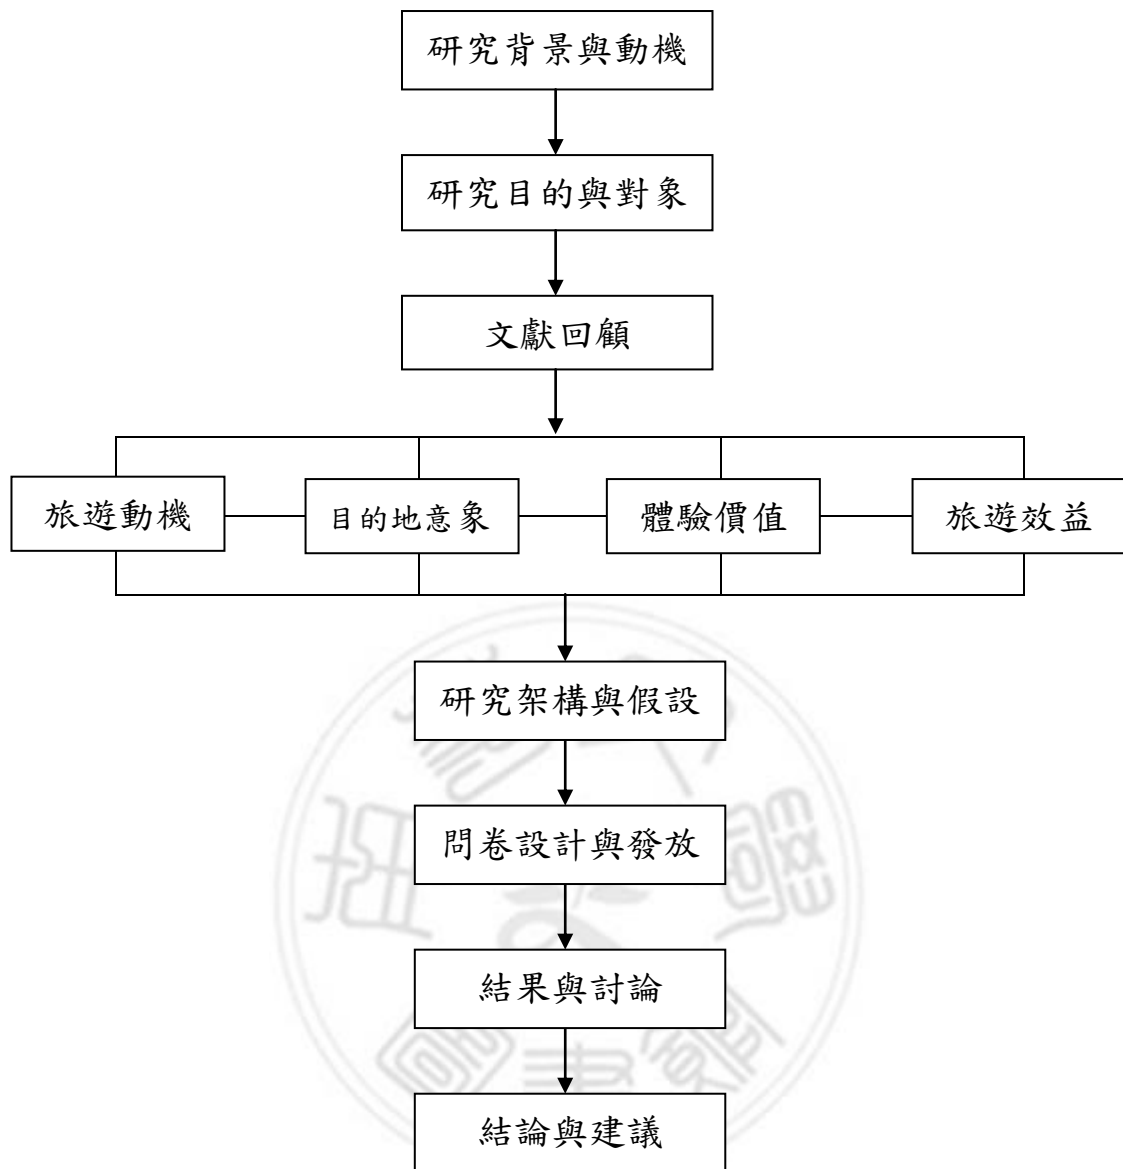 研究背景與動機
研究目的與對象
文獻回顧
旅遊動機
目的地意象
體驗價值
旅遊效益
研究架構與假設
問卷設計與發放
結果與討論
結論與建議